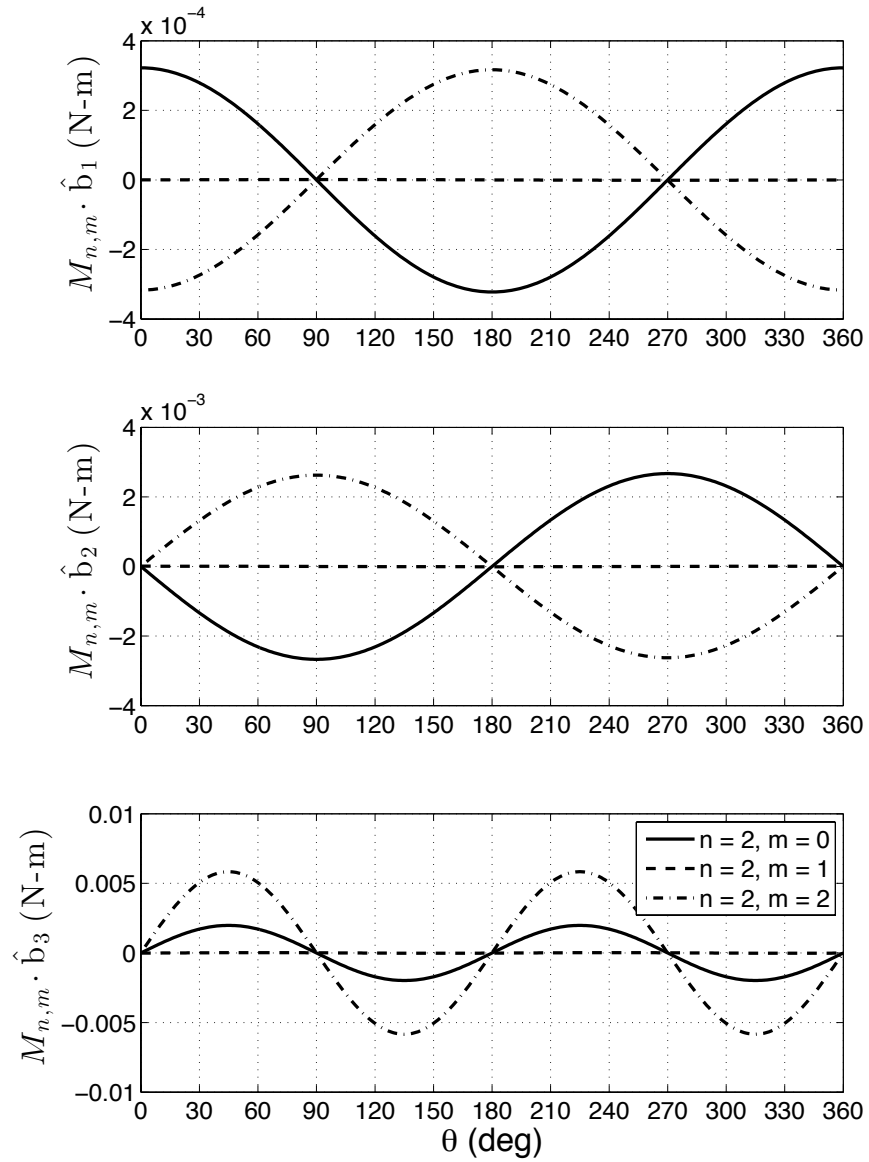 x 10⁻⁴
4
2
0
−2
−4
M_{n,m} · b̂₁ (N-m)
0 30 60 90 120 150 180 210 240 270 300 330 360
x 10⁻³
4
2
0
−2
−4
M_{n,m} · b̂₂ (N-m)
0 30 60 90 120 150 180 210 240 270 300 330 360
0.01
0.005
0
−0.005
−0.01
M_{n,m} · b̂₃ (N-m)
n = 2, m = 0
n = 2, m = 1
n = 2, m = 2
0 30 60 90 120 150 180 210 240 270 300 330 360
θ (deg)